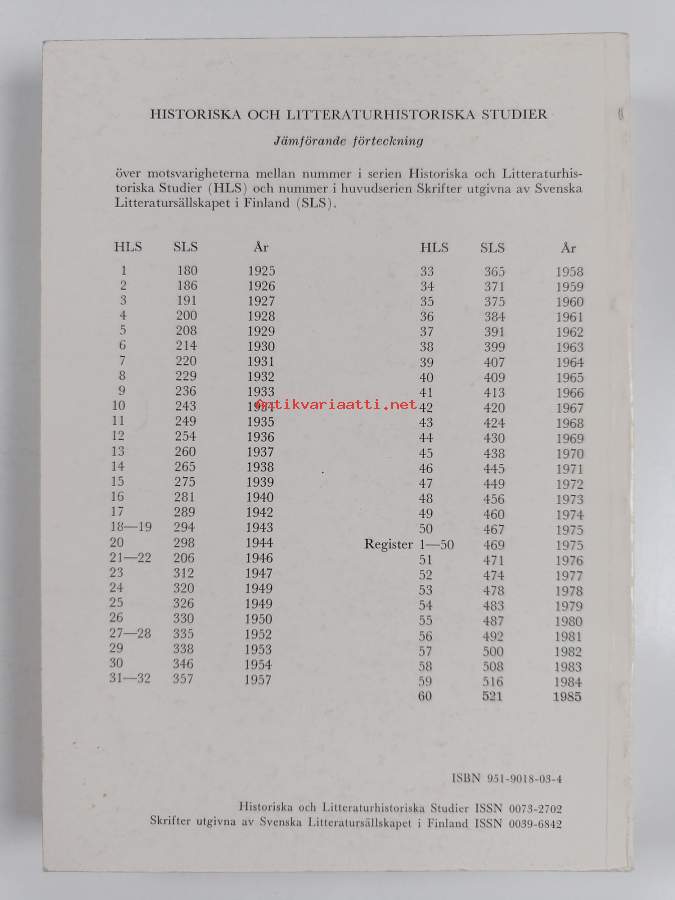 HISTORISKA OCH LITTERATURHISTORISKA STUDIER
Jämförande förteckning
över motsvarigheterna mellan nummer i serien Historiska och Litteraturhis-
toriska Studier (HLS) och nummer i huvudserien Skrifter utgivna av Svenska
Litteratursällskapet i Finland (SLS).
HLS SLS År
1 180 1925
2 186 1926
3 191 1927
4 200 1928
5 208 1929
6 214 1930
7 220 1931
8 229 1932
9 236 1933
10 243 1934
11 249 1935
12 254 1936
13 260 1937
14 265 1938
15 275 1939
16 281 1940
17 289 1942
18—19 294 1943
20 298 1944
21—22 206 1946
23 312 1947
24 320 1949
25 326 1949
26 330 1950
27—28 335 1952
29 338 1953
30 346 1954
31—32 357 1957
HLS SLS År
33 365 1958
34 371 1959
35 375 1960
36 384 1961
37 391 1962
38 399 1963
39 407 1964
40 409 1965
41 413 1966
42 420 1967
43 424 1968
44 430 1969
45 438 1970
46 445 1971
47 449 1972
48 456 1973
49 460 1974
50 467 1975
Register 1—50 469 1975
51 471 1976
52 474 1977
53 478 1978
54 483 1979
55 487 1980
56 492 1981
57 500 1982
58 508 1983
59 516 1984
60 521 1985
Antikvariaatti.net
ISBN 951-9018-03-4
Historiska och Litteraturhistoriska Studier ISSN 0073-2702
Skrifter utgivna av Svenska Litteratursällskapet i Finland ISSN 0039-6842